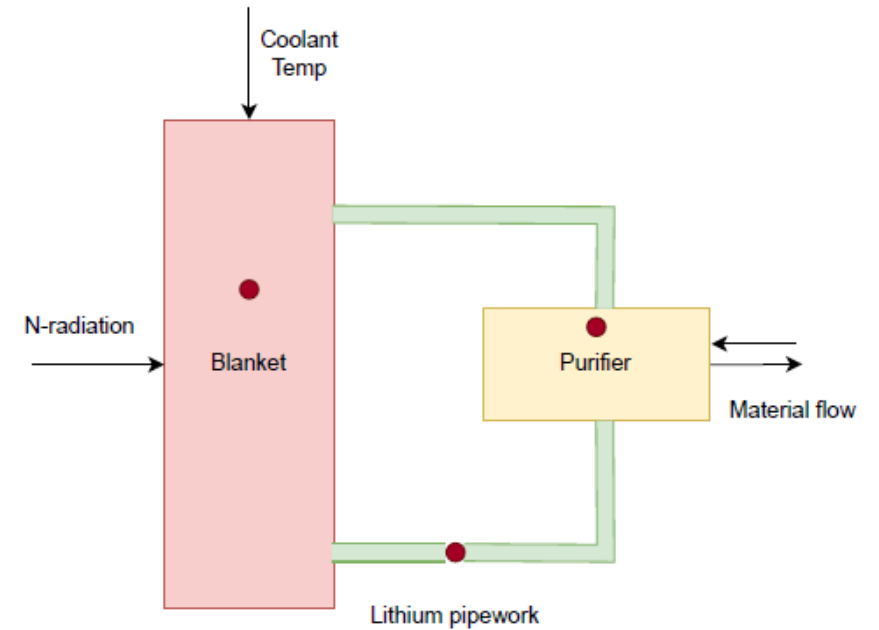 Coolant
Temp
N-radiation
Blanket
Purifier
Material flow
Lithium pipework